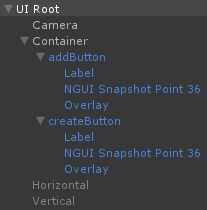 UI Root
Camera
Container
addButton
Label
NGUI Snapshot Point 36
Overlay
createButton
Label
NGUI Snapshot Point 36
Overlay
Horizontal
Vertical